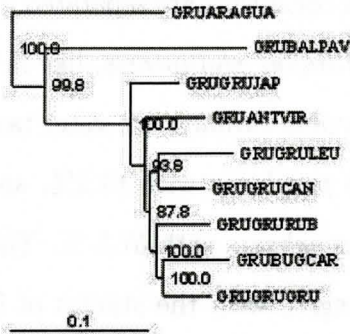 GRUARAGUA
100.0
GRUBALPAV
99.8
GRUGRUJAP
GRUANTVIR
100.0
GRUGRULEU
93.8
GRUGRUCAN
87.8
GRUGRURUB
100.0
GRUBUGCAR
100.0
GRUGRUGRU
0.1